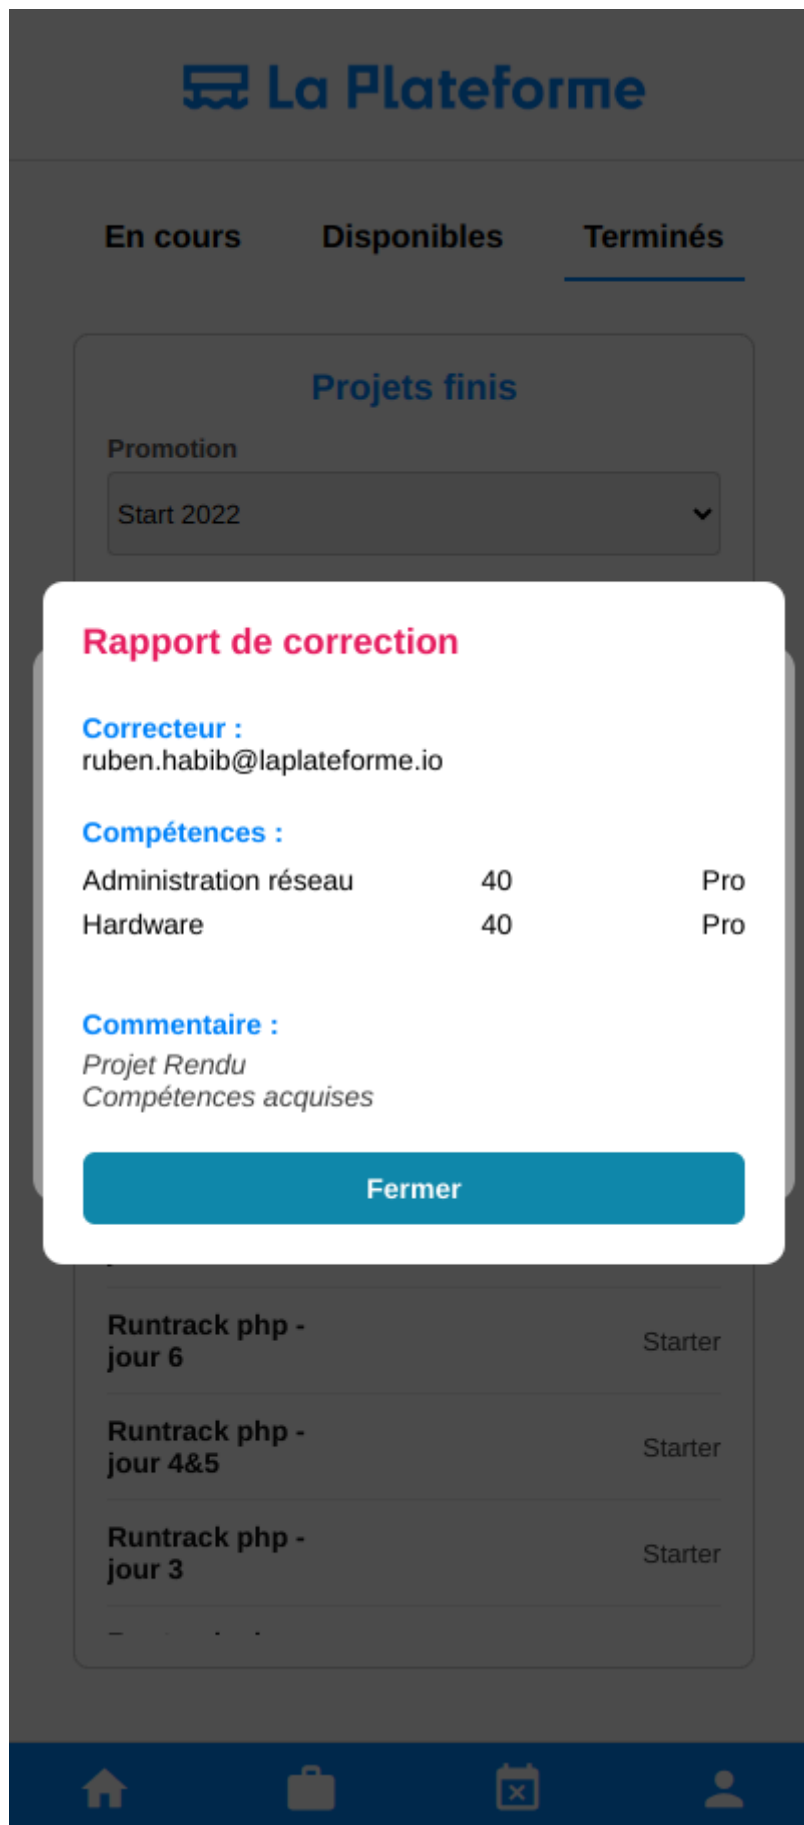 La Plateforme
En cours Disponibles Terminés
Projets finis
Promotion
Start 2022
Rapport de correction
Correcteur :
ruben.habib@laplateforme.io
Compétences :
Administration réseau 40 Pro
Hardware 40 Pro
Commentaire :
Projet Rendu
Compétences acquises
Fermer
Runtrack php -
jour 6
Starter
Runtrack php -
jour 4&5
Starter
Runtrack php -
jour 3
Starter